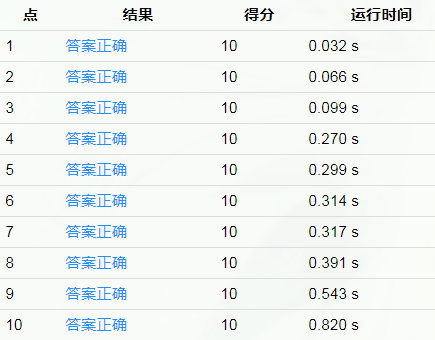 点 结果 得分 运行时间
1 答案正确 10 0.032 s
2 答案正确 10 0.066 s
3 答案正确 10 0.099 s
4 答案正确 10 0.270 s
5 答案正确 10 0.299 s
6 答案正确 10 0.314 s
7 答案正确 10 0.317 s
8 答案正确 10 0.391 s
9 答案正确 10 0.543 s
10 答案正确 10 0.820 s